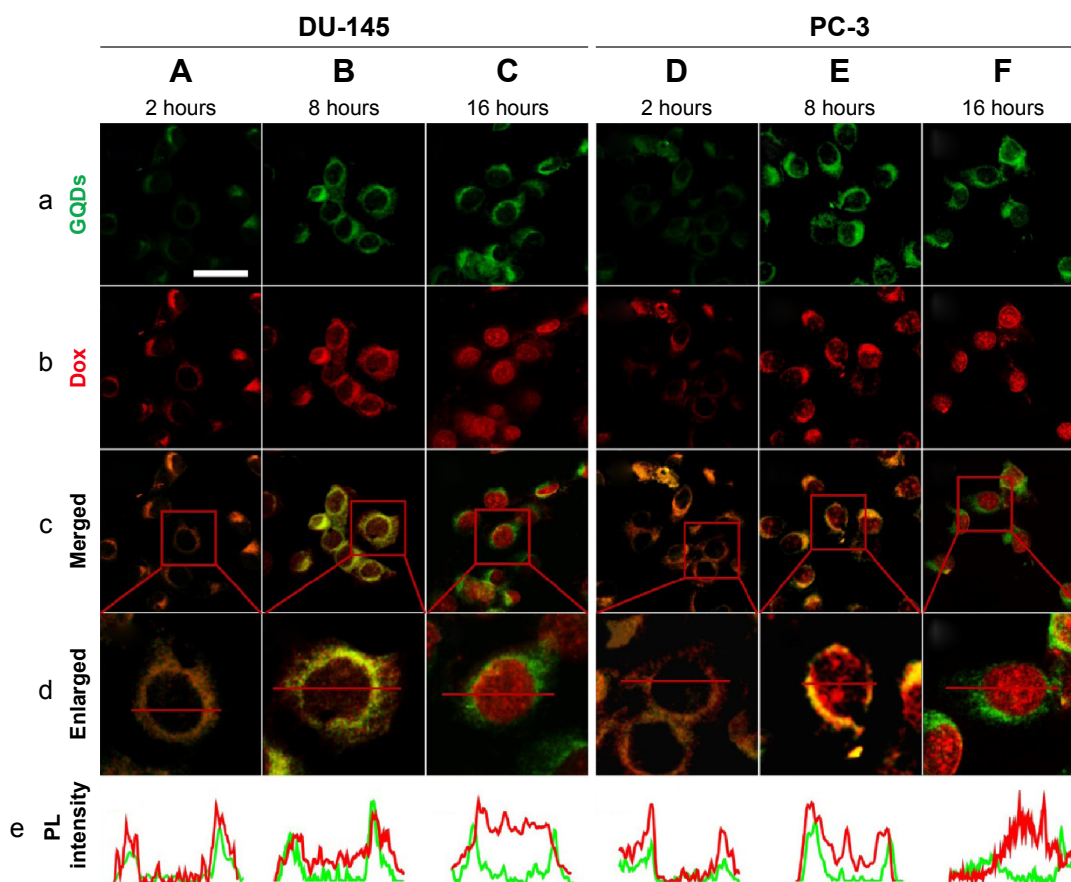 DU-145 PC-3
A B C D E F
2 hours 8 hours 16 hours 2 hours 8 hours 16 hours
a GQDs
b Dox
c Merged
d Enlarged
e PL
intensity